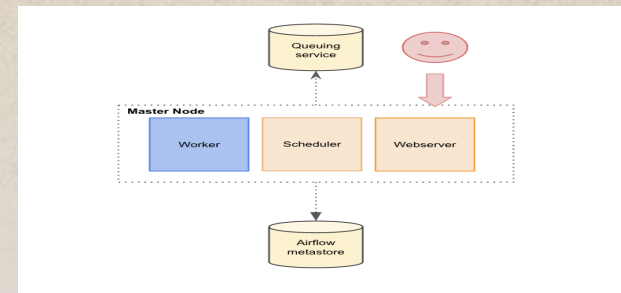 Queuing
service
Master Node
Worker
Scheduler
Webserver
Airflow
metastore